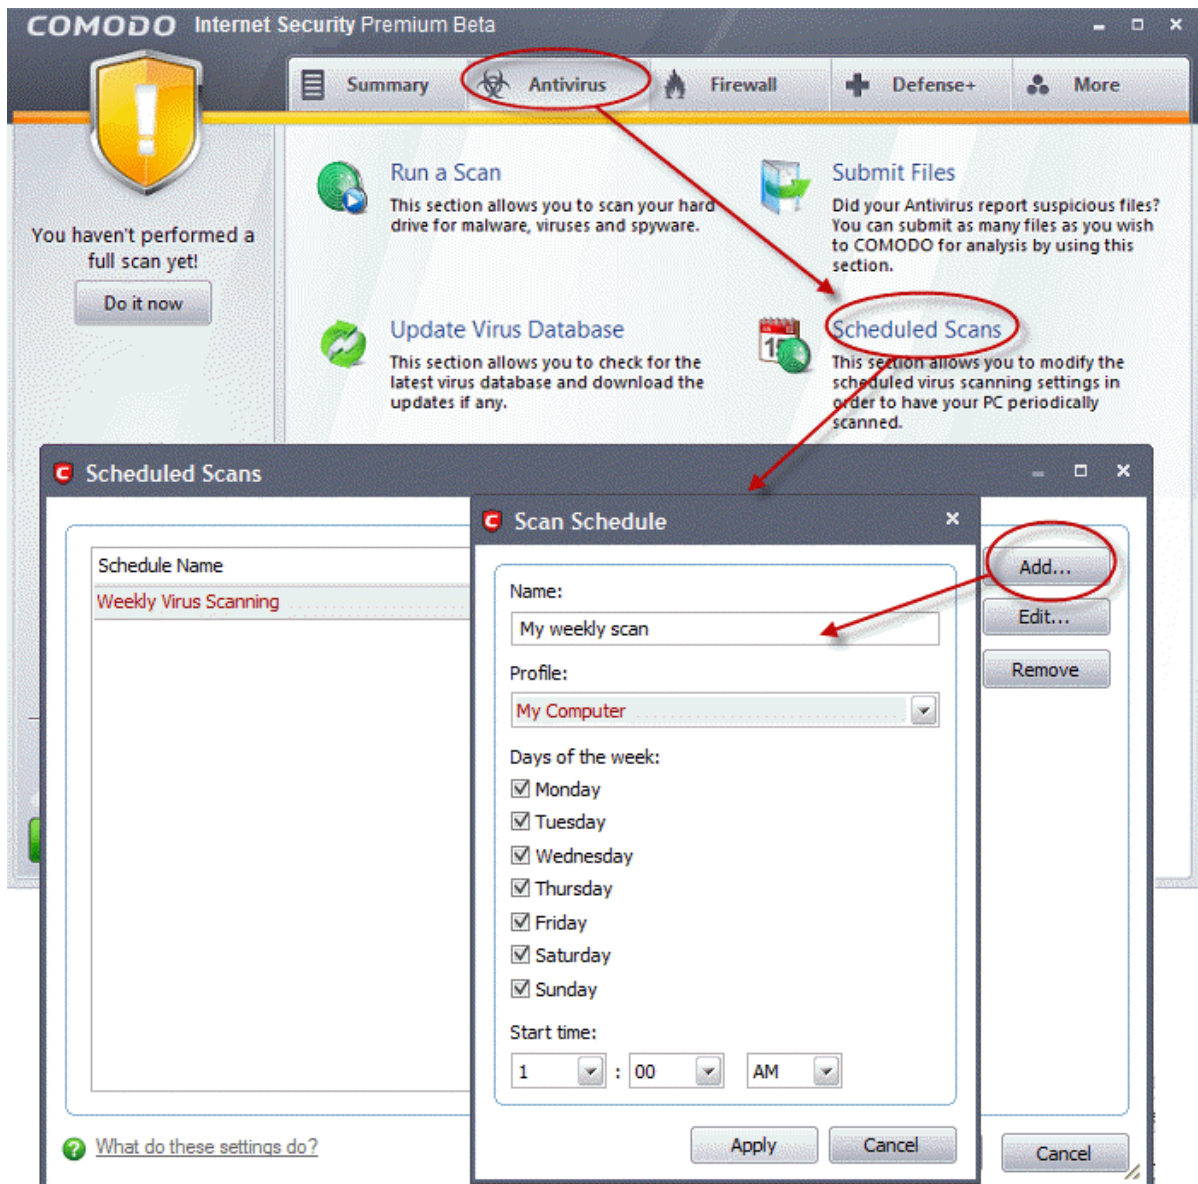 COMODO Internet Security Premium Beta
Summary
Antivirus
Firewall
Defense+
More
You haven't performed a
full scan yet!
Do it now
Run a Scan
This section allows you to scan your hard
drive for malware, viruses and spyware.
Submit Files
Did your Antivirus report suspicious files?
You can submit as many files as you wish
to COMODO for analysis by using this
section.
Update Virus Database
This section allows you to check for the
latest virus database and download the
updates if any.
Scheduled Scans
This section allows you to modify the
scheduled virus scanning settings in
order to have your PC periodically
scanned.
Scheduled Scans
Schedule Name
Weekly Virus Scanning
Add...
Edit...
Remove
Scan Schedule
Name:
My weekly scan
Profile:
My Computer
Days of the week:
Monday
Tuesday
Wednesday
Thursday
Friday
Saturday
Sunday
Start time:
1 : 00 AM
Apply
Cancel
What do these settings do?
Cancel